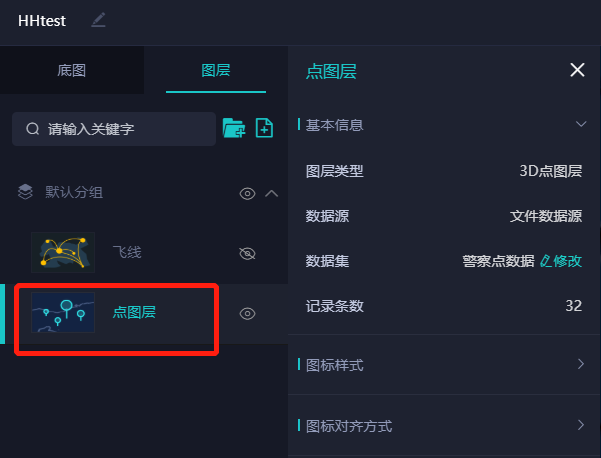 HHtest
底图
图层
请输入关键字
默认分组
飞线
点图层
点图层
基本信息
图层类型 3D点图层
数据源 文件数据源
数据集 警察点数据 修改
记录条数 32
图标样式
图标对齐方式